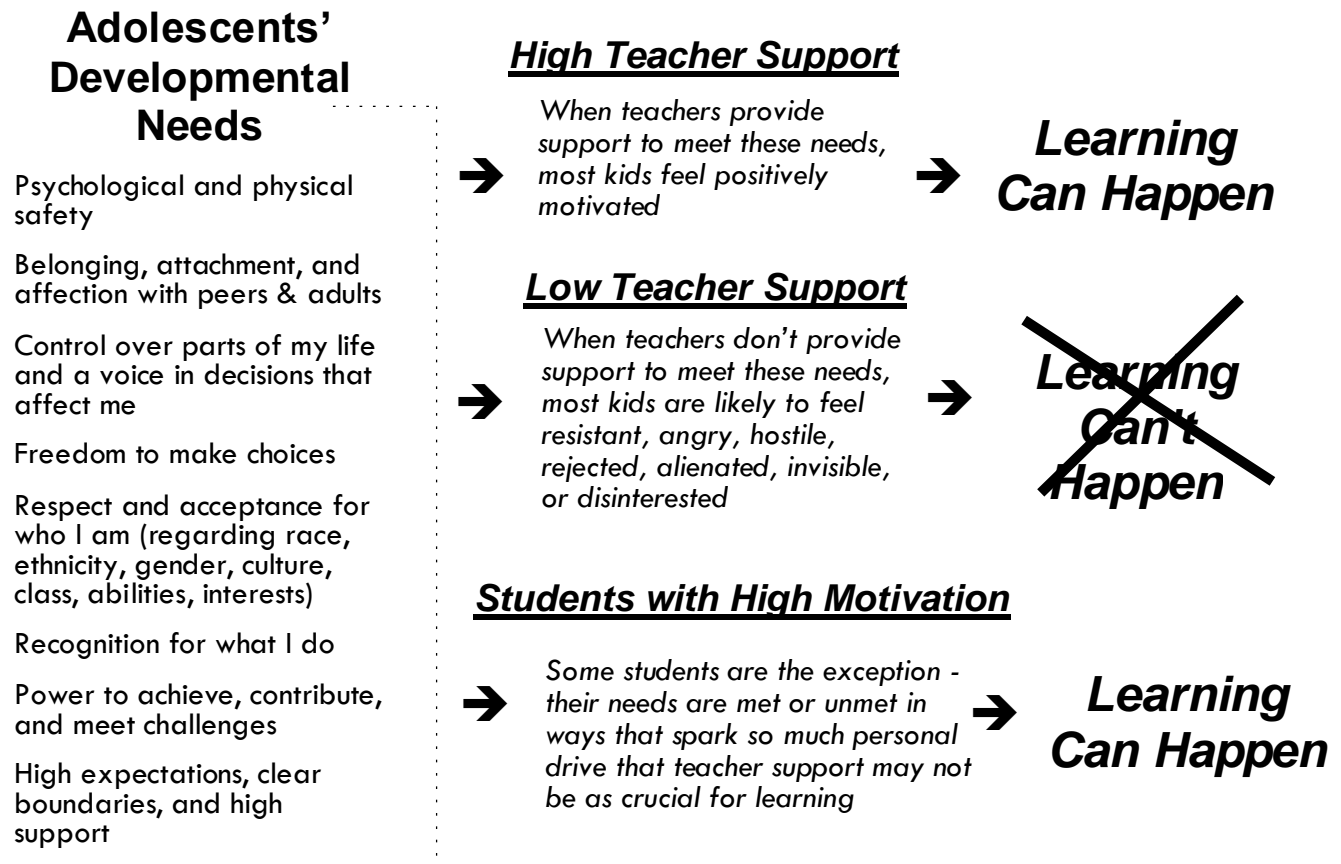 Adolescents’
Developmental
Needs
Psychological and physical
safety
Belonging, attachment, and
affection with peers & adults
Control over parts of my life
and a voice in decisions that
affect me
Freedom to make choices
Respect and acceptance for
who I am (regarding race,
ethnicity, gender, culture,
class, abilities, interests)
Recognition for what I do
Power to achieve, contribute,
and meet challenges
High expectations, clear
boundaries, and high
support
High Teacher Support
When teachers provide
support to meet these needs,
most kids feel positively
motivated
Learning
Can Happen
Low Teacher Support
When teachers don’t provide
support to meet these needs,
most kids are likely to feel
resistant, angry, hostile,
rejected, alienated, invisible,
or disinterested
Learning
Can't
Happen
Students with High Motivation
Some students are the exception -
their needs are met or unmet in
ways that spark so much personal
drive that teacher support may not
be as crucial for learning
Learning
Can Happen